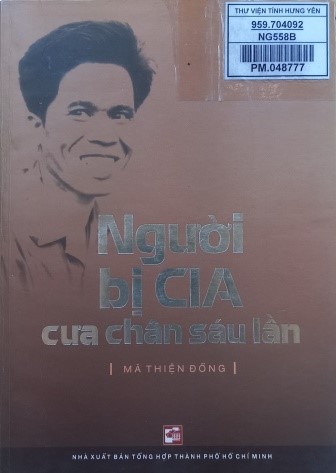 THƯ VIỆN TỈNH HƯNG YÊN
959.704092
NG558B
PM.048777
Người
bị CIA
cưa chân sáu lần
MÃ THIỆN ĐỒNG
NHÀ XUẤT BẢN TỔNG HỢP THÀNH PHỐ HỒ CHÍ MINH